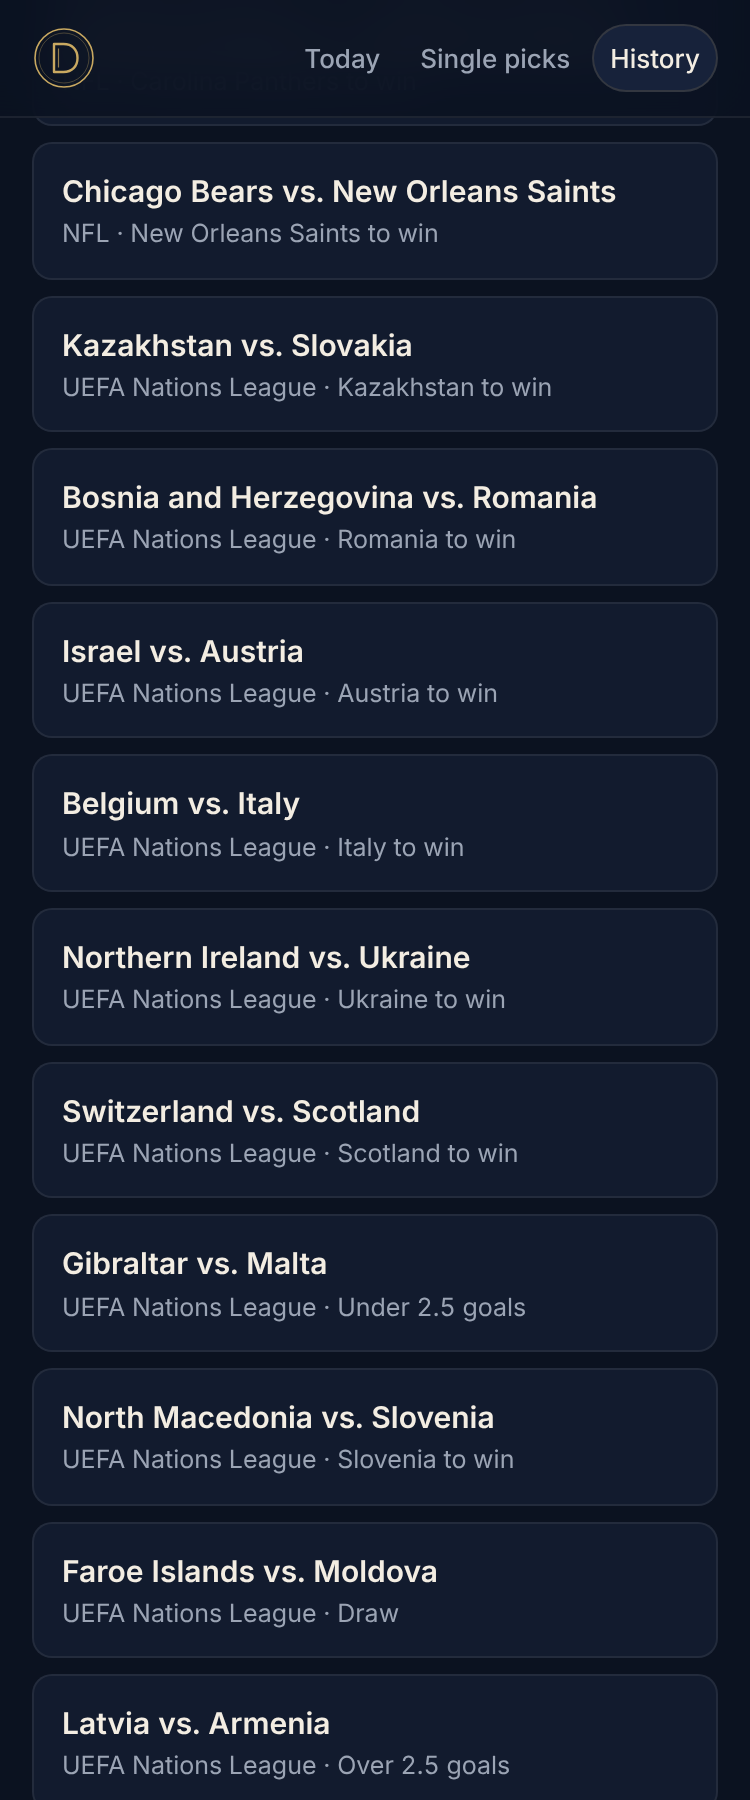 D
Today
Single picks
History
Chicago Bears vs. New Orleans Saints
NFL · New Orleans Saints to win
Kazakhstan vs. Slovakia
UEFA Nations League · Kazakhstan to win
Bosnia and Herzegovina vs. Romania
UEFA Nations League · Romania to win
Israel vs. Austria
UEFA Nations League · Austria to win
Belgium vs. Italy
UEFA Nations League · Italy to win
Northern Ireland vs. Ukraine
UEFA Nations League · Ukraine to win
Switzerland vs. Scotland
UEFA Nations League · Scotland to win
Gibraltar vs. Malta
UEFA Nations League · Under 2.5 goals
North Macedonia vs. Slovenia
UEFA Nations League · Slovenia to win
Faroe Islands vs. Moldova
UEFA Nations League · Draw
Latvia vs. Armenia
UEFA Nations League · Over 2.5 goals